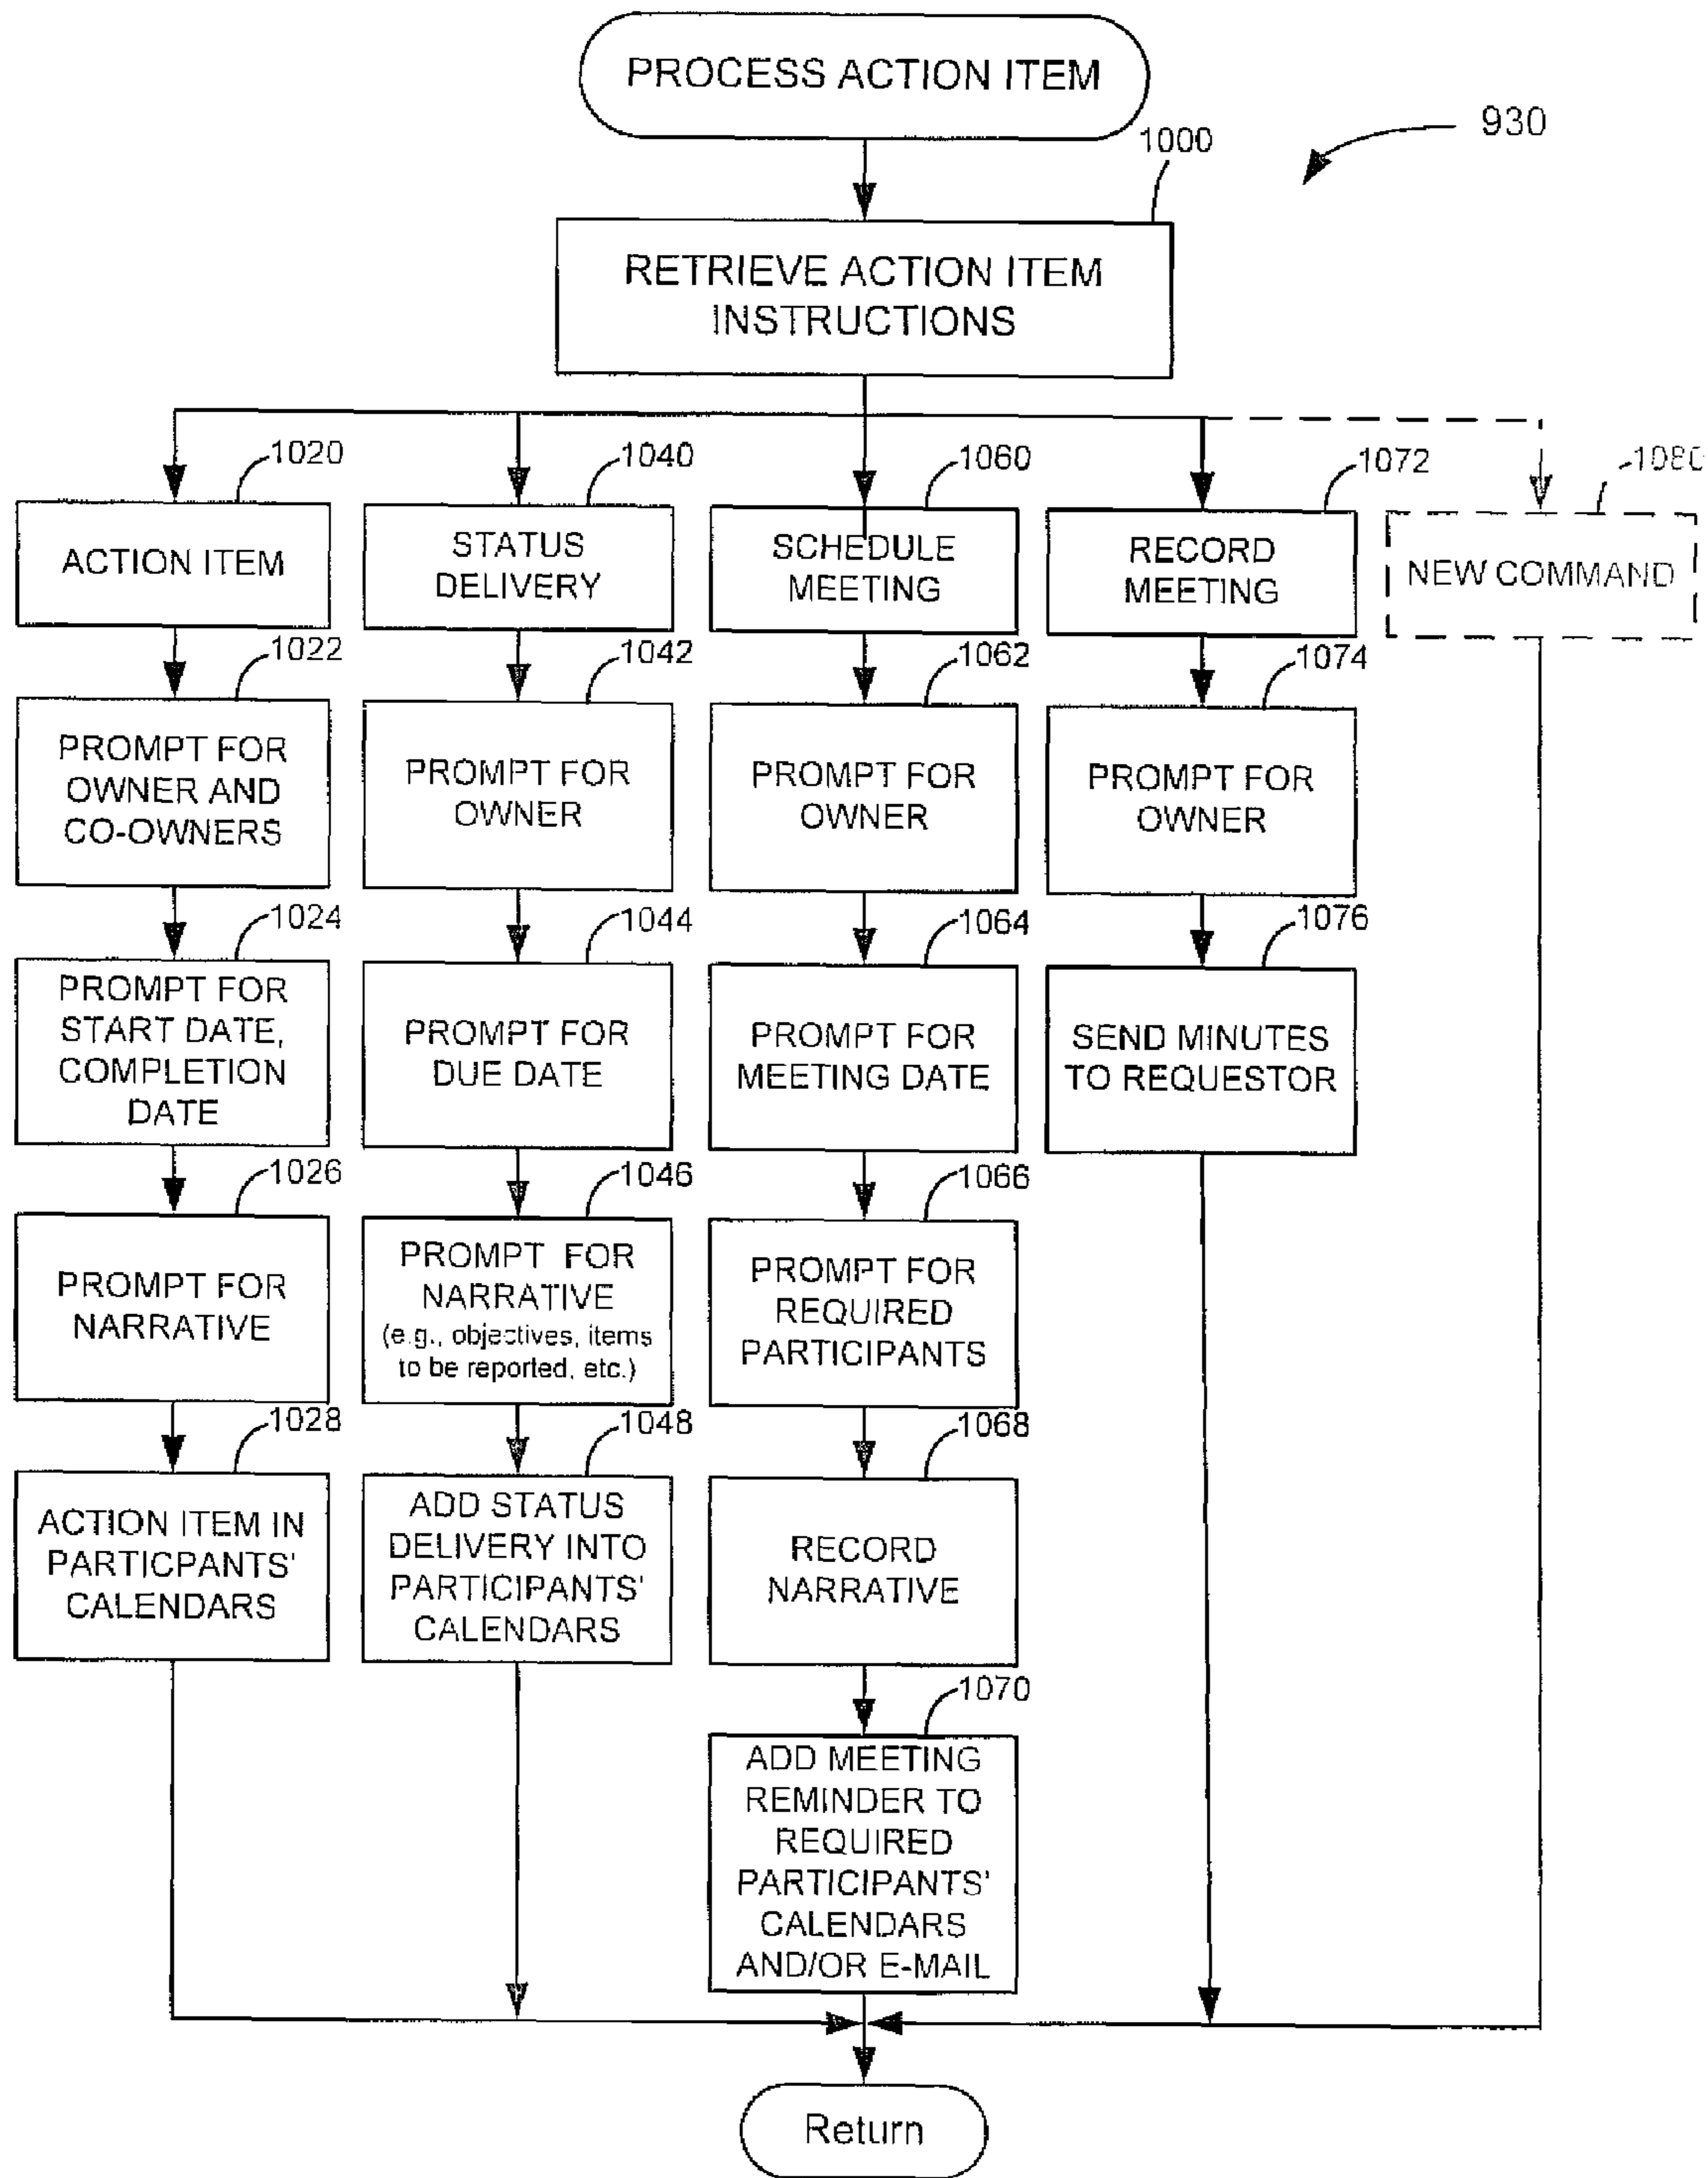 PROCESS ACTION ITEM
930
1000
RETRIEVE ACTION ITEM
INSTRUCTIONS
1020
ACTION ITEM
1022
PROMPT FOR
OWNER AND
CO-OWNERS
1024
PROMPT FOR
START DATE,
COMPLETION
DATE
1026
PROMPT FOR
NARRATIVE
1028
ACTION ITEM IN
PARTICPANTS'
CALENDARS
1040
STATUS
DELIVERY
1042
PROMPT FOR
OWNER
1044
PROMPT FOR
DUE DATE
1046
PROMPT FOR
NARRATIVE
(e.g., objectives, items
to be reported, etc.)
1048
ADD STATUS
DELIVERY INTO
PARTICIPANTS'
CALENDARS
1060
SCHEDULE
MEETING
1062
PROMPT FOR
OWNER
1064
PROMPT FOR
MEETING DATE
1066
PROMPT FOR
REQUIRED
PARTICIPANTS
1068
RECORD
NARRATIVE
1070
ADD MEETING
REMINDER TO
REQUIRED
PARTICIPANTS'
CALENDARS
AND/OR E-MAIL
1072
RECORD
MEETING
1074
PROMPT FOR
OWNER
1076
SEND MINUTES
TO REQUESTOR
1080
NEW COMMAND
Return